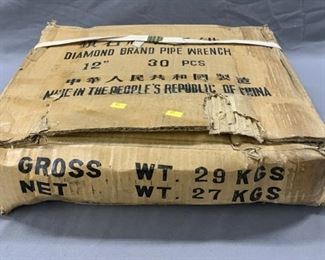 DIAMOND BRAND PIPE WRENCH
12" 30 PCS
中華人民共和國製造
MADE IN THE PEOPLE'S REPUBLIC OF CHINA
GROSS WT. 29 KGS
NET WT. 27 KGS